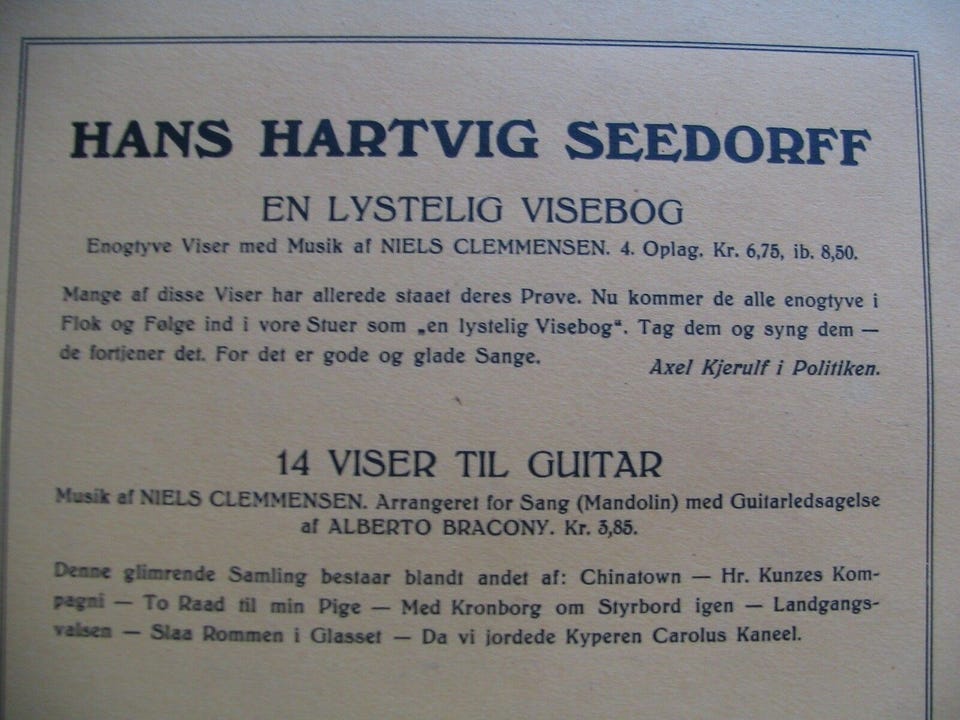 HANS HARTVIG SEEDORFF
EN LYSTELIG VISEBOG
Enogtyve Viser med Musik af NIELS CLEMMENSEN. 4. Oplag. Kr. 6,75, ib. 8,50.
Mange af disse Viser har allerede staaet deres Prøve. Nu kommer de alle enogtyve i
Flok og Følge ind i vore Stuer som „en lystelig Visebog“. Tag dem og syng dem —
de fortjener det. For det er gode og glade Sange.
Axel Kjerulf i Politiken.
14 VISER TIL GUITAR
Musik af NIELS CLEMMENSEN. Arrangeret for Sang (Mandolin) med Guitarledsagelse
af ALBERTO BRACONY. Kr. 3,85.
Denne glimrende Samling bestaar blandt andet af: Chinatown — Hr. Kunzes Kom-
pagni — To Raad til min Pige — Med Kronborg om Styrbord igen — Landgangs-
valsen — Slaa Rommen i Glasset — Da vi jordede Kyperen Carolus Kaneel.